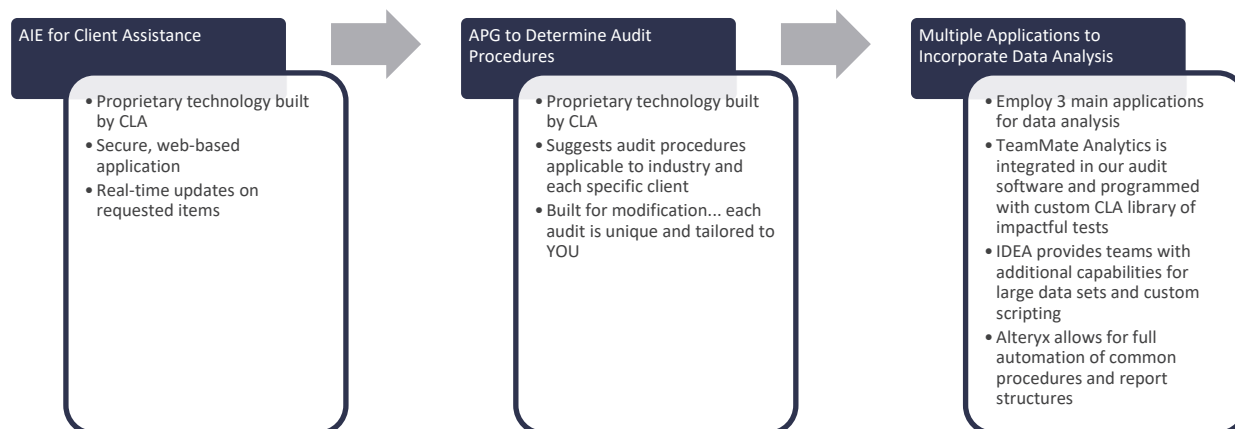 AIE for Client Assistance
• Proprietary technology built
by CLA
• Secure, web-based
application
• Real-time updates on
requested items
APG to Determine Audit
Procedures
• Proprietary technology built
by CLA
• Suggests audit procedures
applicable to industry and
each specific client
• Built for modification... each
audit is unique and tailored to
YOU
Multiple Applications to
Incorporate Data Analysis
• Employ 3 main applications
for data analysis
• TeamMate Analytics is
integrated in our audit
software and programmed
with custom CLA library of
impactful tests
• IDEA provides teams with
additional capabilities for
large data sets and custom
scripting
• Alteryx allows for full
automation of common
procedures and report
structures